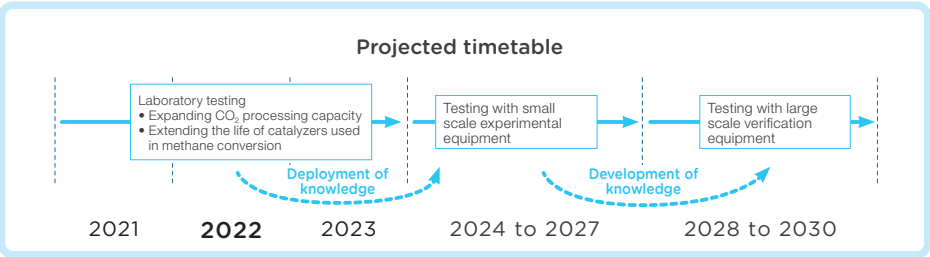 Projected timetable
Laboratory testing
• Expanding CO₂ processing capacity
• Extending the life of catalyzers used
in methane conversion
Testing with small
scale experimental
equipment
Testing with large
scale verification
equipment
Deployment of
knowledge
Development of
knowledge
2021
2022
2023
2024 to 2027
2028 to 2030